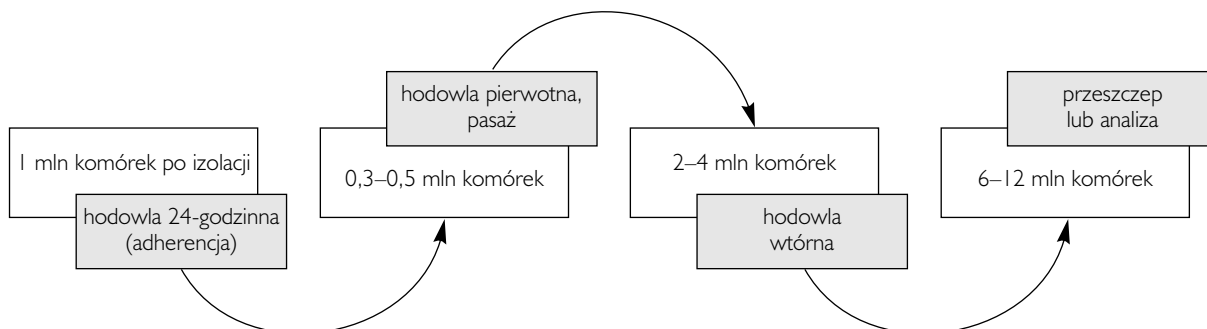 1 mln komórek po izolacji
hodowla 24-godzinna
(adherencja)
hodowla pierwotna,
pasaż
0,3–0,5 mln komórek
2–4 mln komórek
hodowla
wtórna
przeszczep
lub analiza
6–12 mln komórek